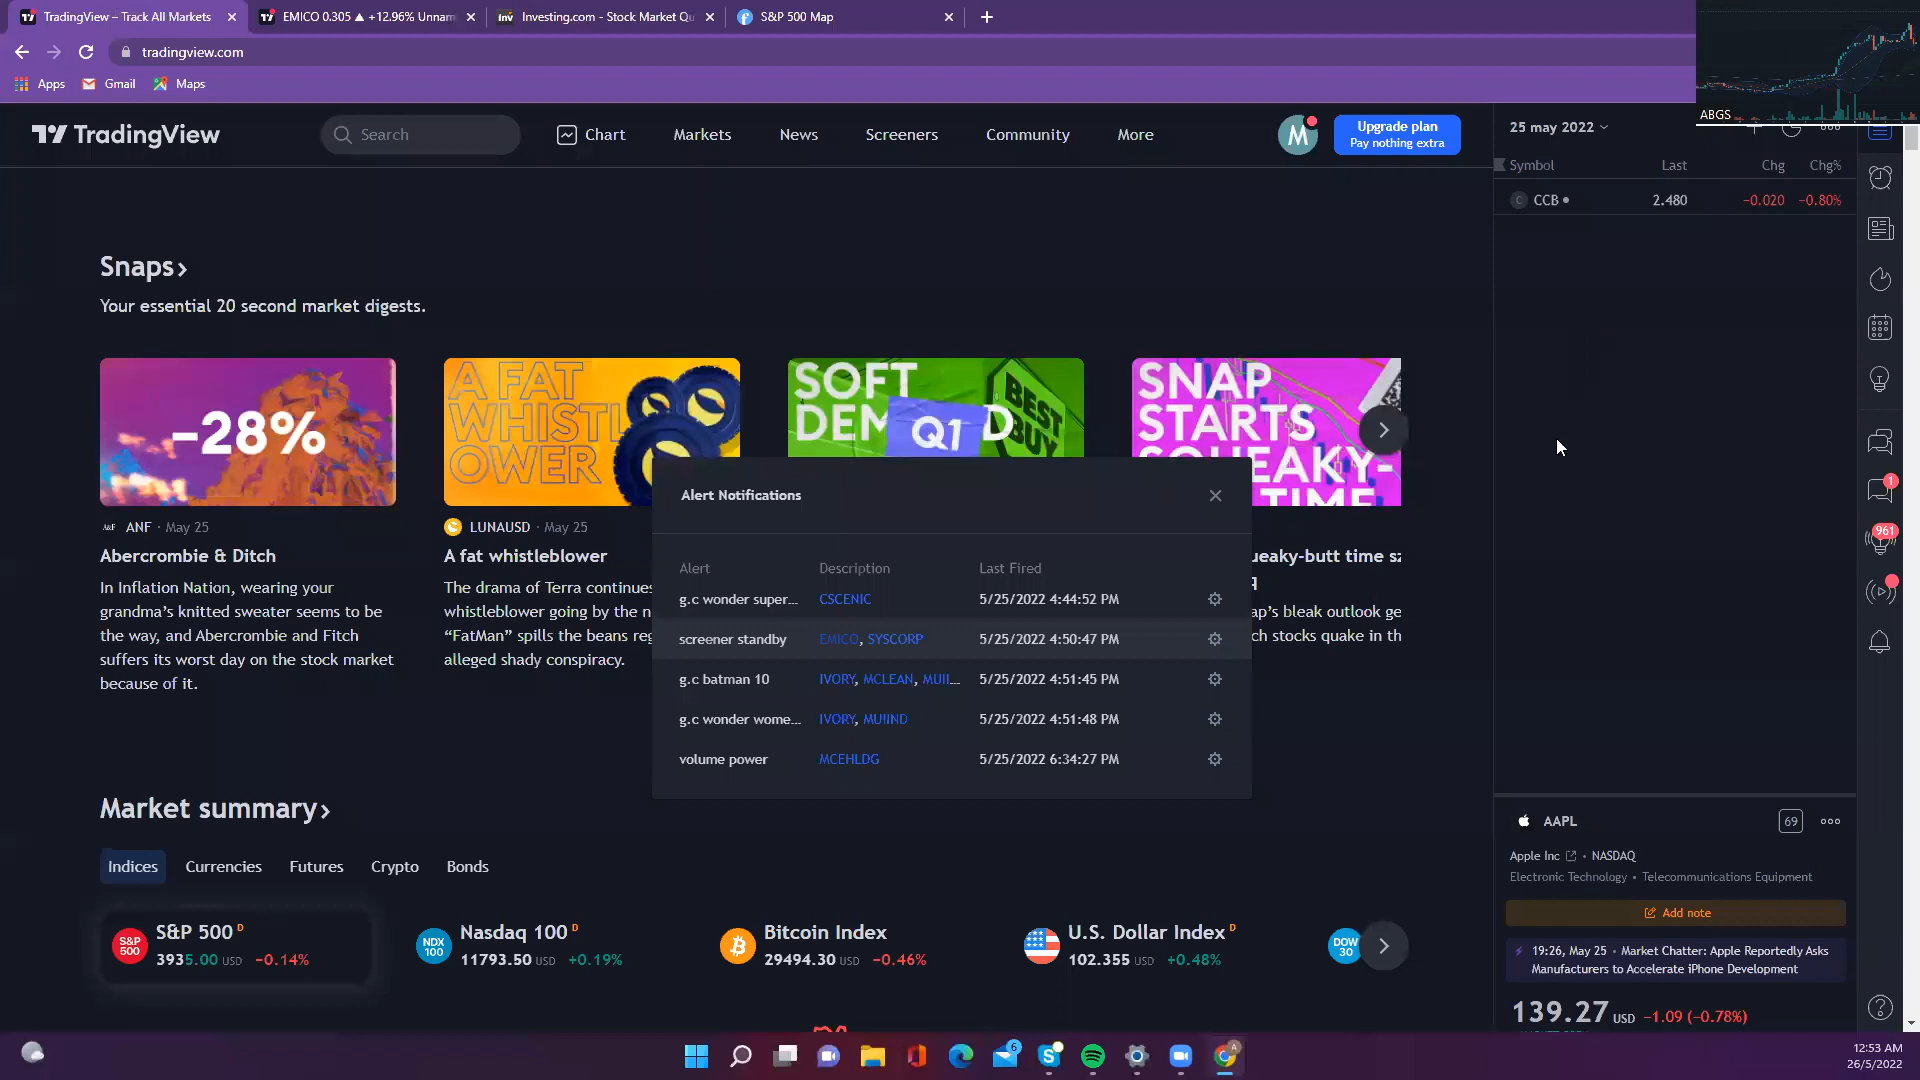 TradingView – Track All Markets
EMICO 0.305 ▲ +12.96% Unnam
Investing.com - Stock Market Qu
S&P 500 Map
tradingview.com
Apps
Gmail
Maps
ABGS
TradingView
Search
Chart
Markets
News
Screeners
Community
More
M
Upgrade plan
Pay nothing extra
25 may 2022
Symbol Last Chg Chg%
C CCB 2.480 −0.020 −0.80%
Snaps
Your essential 20 second market digests.
-28%
A FAT
WHISTL
OWER
SOFT
DEM D
Q1
BEST
BUY
SNAP
STARTS
SQUEAKY-
TIME
A&F ANF · May 25
Abercrombie & Ditch
In Inflation Nation, wearing your
grandma's knitted sweater seems to be
the way, and Abercrombie and Fitch
suffers its worst day on the stock market
because of it.
LUNAUSD · May 25
A fat whistleblower
The drama of Terra continues
whistleblower going by the n
"FatMan" spills the beans reg
alleged shady conspiracy.
ueaky-butt time sz
q
ap's bleak outlook ge
ch stocks quake in th
Alert Notifications
Alert Description Last Fired
g.c wonder super... CSCENIC 5/25/2022 4:44:52 PM
screener standby EMICO, SYSCORP 5/25/2022 4:50:47 PM
g.c batman 10 IVORY, MCLEAN, MUII... 5/25/2022 4:51:45 PM
g.c wonder wome... IVORY, MUIIND 5/25/2022 4:51:48 PM
volume power MCEHLDG 5/25/2022 6:34:27 PM
Market summary
Indices
Currencies
Futures
Crypto
Bonds
S&P
500
S&P 500 D
3935.00 USD −0.14%
NDX
100
Nasdaq 100 D
11793.50 USD +0.19%
Bitcoin Index
29494.30 USD −0.46%
U.S. Dollar Index D
102.355 USD +0.48%
DOW
30
1
961
AAPL
69
Apple Inc • NASDAQ
Electronic Technology • Telecommunications Equipment
Add note
19:26, May 25 • Market Chatter: Apple Reportedly Asks
Manufacturers to Accelerate iPhone Development
139.27 USD −1.09 (−0.78%)
6
A
12:53 AM
26/5/2022